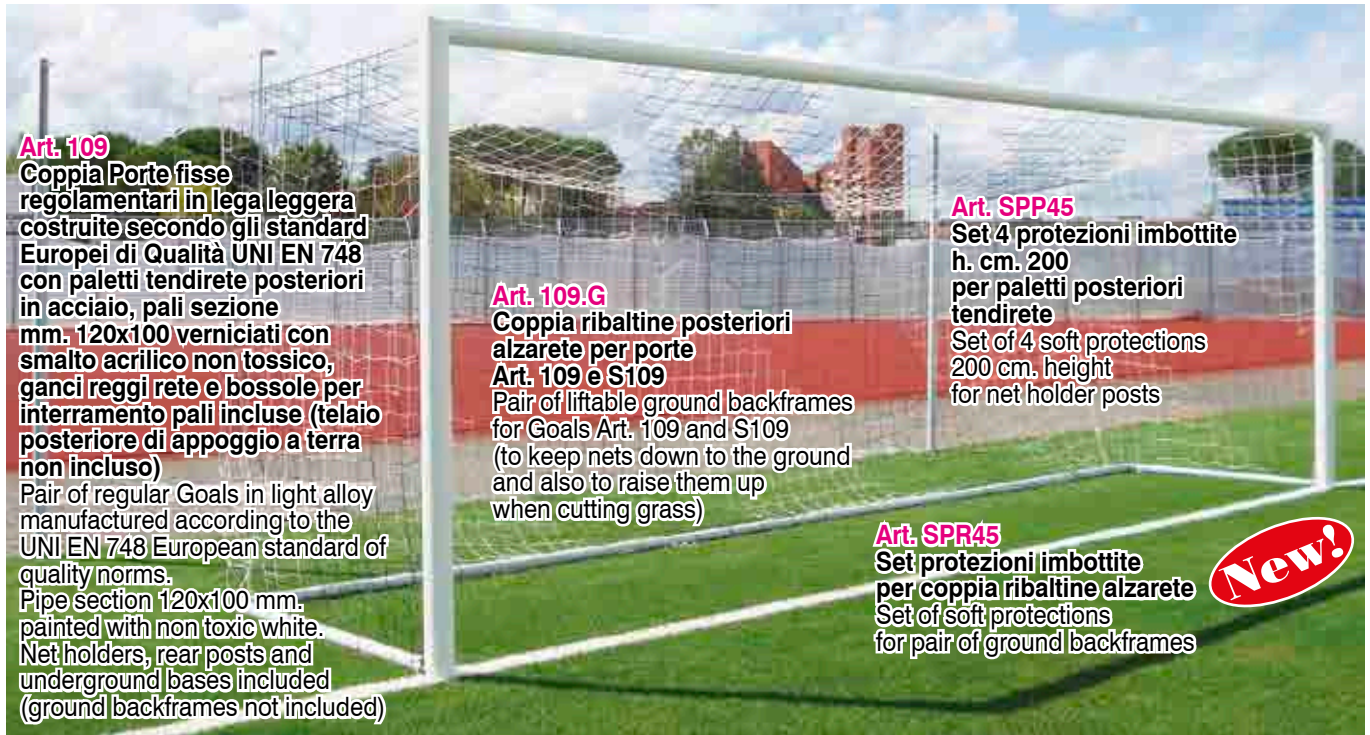 Art. 109
Coppia Porte fisse
regolamentari in lega leggera
costruite secondo gli standard
Europei di Qualità UNI EN 748
con paletti tendirete posteriori
in acciaio, pali sezione
mm. 120x100 verniciati con
smalto acrilico non tossico,
ganci reggi rete e bossole per
interramento pali incluse (telaio
posteriore di appoggio a terra
non incluso)
Pair of regular Goals in light alloy
manufactured according to the
UNI EN 748 European standard of
quality norms.
Pipe section 120x100 mm.
painted with non toxic white.
Net holders, rear posts and
underground bases included
(ground backframes not included)
Art. 109.G
Coppia ribaltine posteriori
alzarete per porte
Art. 109 e S109
Pair of liftable ground backframes
for Goals Art. 109 and S109
(to keep nets down to the ground
and also to raise them up
when cutting grass)
Art. SPP45
Set 4 protezioni imbottite
h. cm. 200
per paletti posteriori
tendirete
Set of 4 soft protections
200 cm. height
for net holder posts
Art. SPR45
Set protezioni imbottite
per coppia ribaltine alzarete
Set of soft protections
for pair of ground backframes
New!